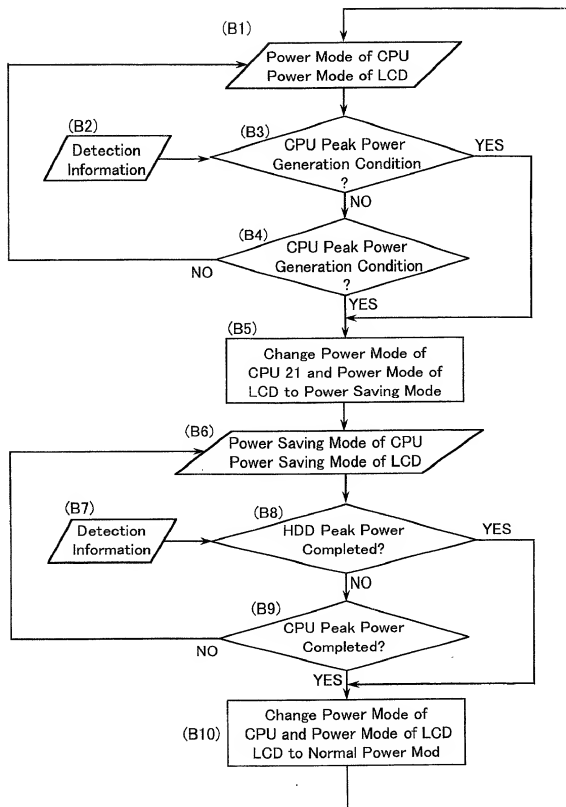 (B1)
Power Mode of CPU
Power Mode of LCD
(B2)
Detection
Information
(B3)
CPU Peak Power
Generation Condition
?
YES
NO
(B4)
CPU Peak Power
Generation Condition
?
NO
YES
(B5)
Change Power Mode of
CPU 21 and Power Mode of
LCD to Power Saving Mode
(B6)
Power Saving Mode of CPU
Power Saving Mode of LCD
(B7)
Detection
Information
(B8)
HDD Peak Power
Completed?
YES
NO
(B9)
CPU Peak Power
Completed?
NO
YES
(B10)
Change Power Mode of
CPU and Power Mode of LCD
LCD to Normal Power Mod